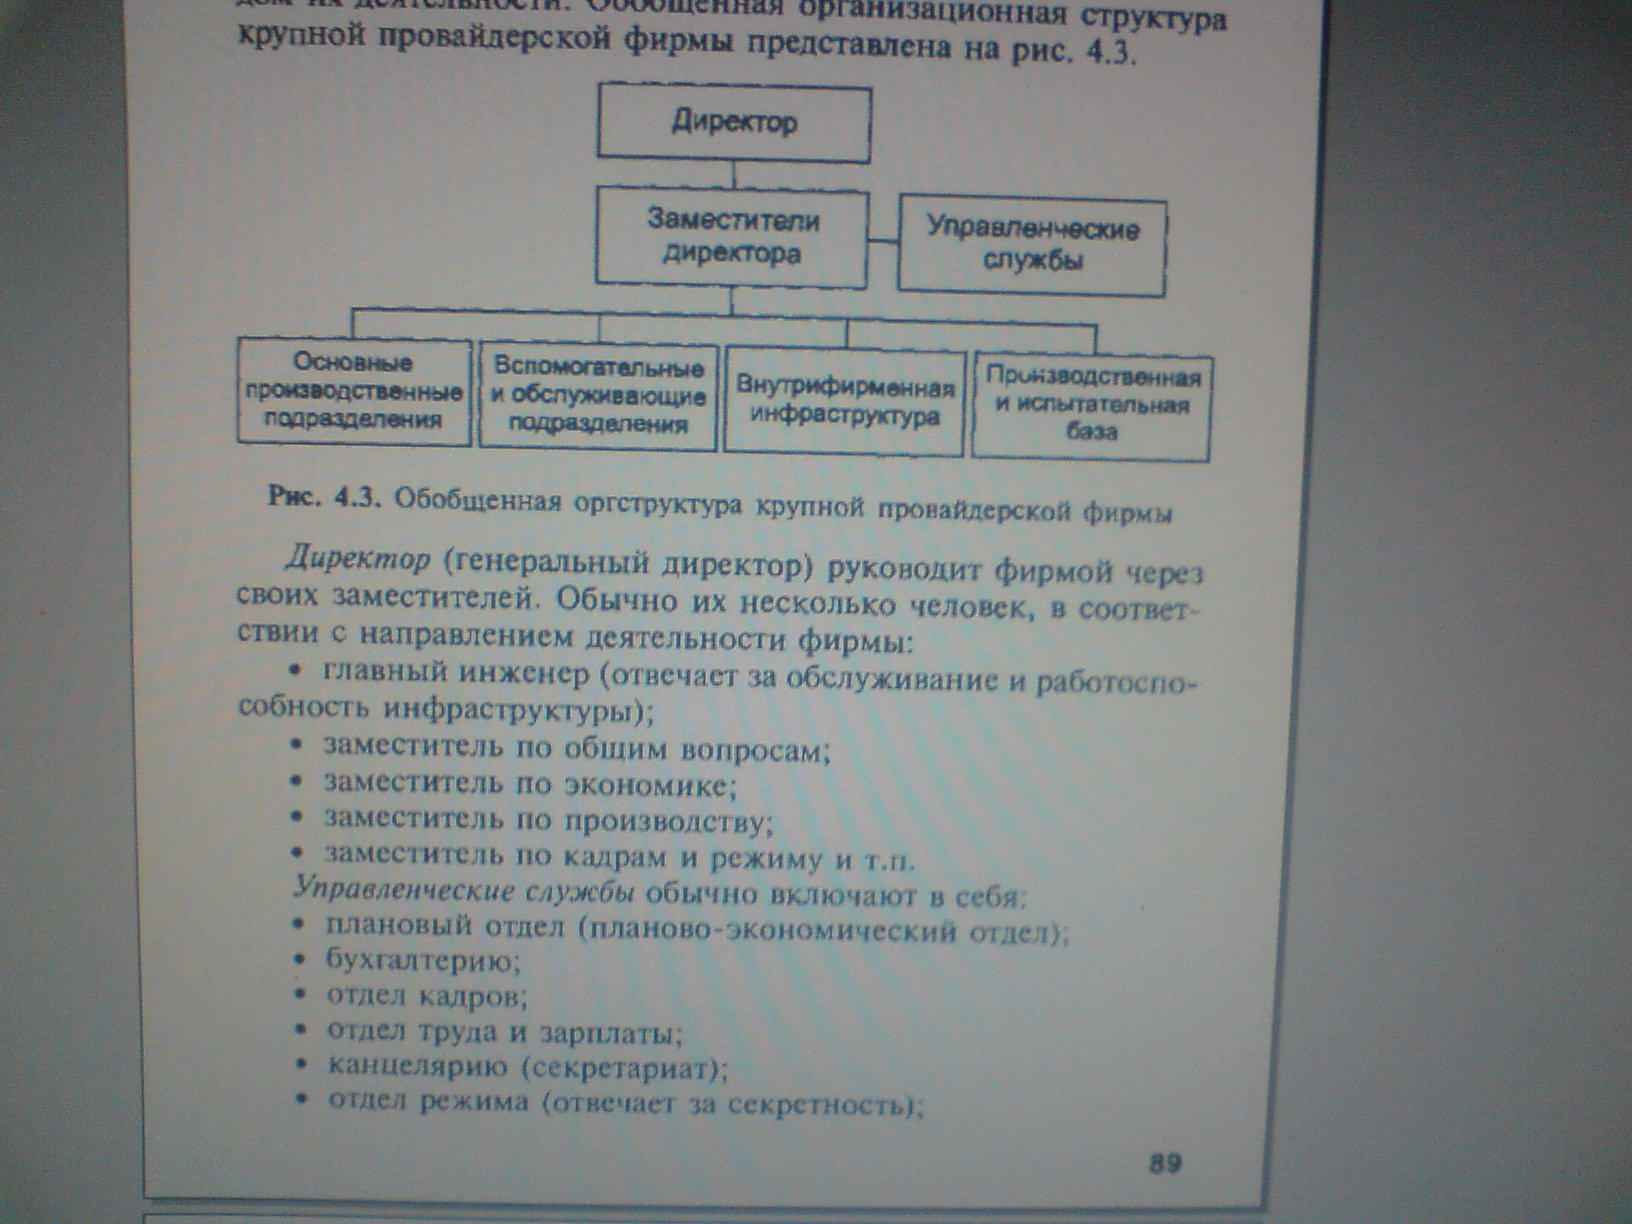 дом их деятельности. Обобщенная организационная структура
крупной провайдерской фирмы представлена на рис. 4.3.
Директор
Заместители
директора
Управленческие
службы
Основные
производственные
подразделения
Вспомогательные
и обслуживающие
подразделения
Внутрифирменная
инфраструктура
Производственная
и испытательная
база
Рис. 4.3. Обобщенная оргструктура крупной провайдерской фирмы
Директор (генеральный директор) руководит фирмой через
своих заместителей. Обычно их несколько человек, в соответ-
ствии с направлением деятельности фирмы:
• главный инженер (отвечает за обслуживание и работоспо-
собность инфраструктуры);
• заместитель по общим вопросам;
• заместитель по экономике;
• заместитель по производству;
• заместитель по кадрам и режиму и т.п.
Управленческие службы обычно включают в себя:
• плановый отдел (планово-экономический отдел);
• бухгалтерию;
• отдел кадров;
• отдел труда и зарплаты;
• канцелярию (секретариат);
• отдел режима (отвечает за секретность);
89